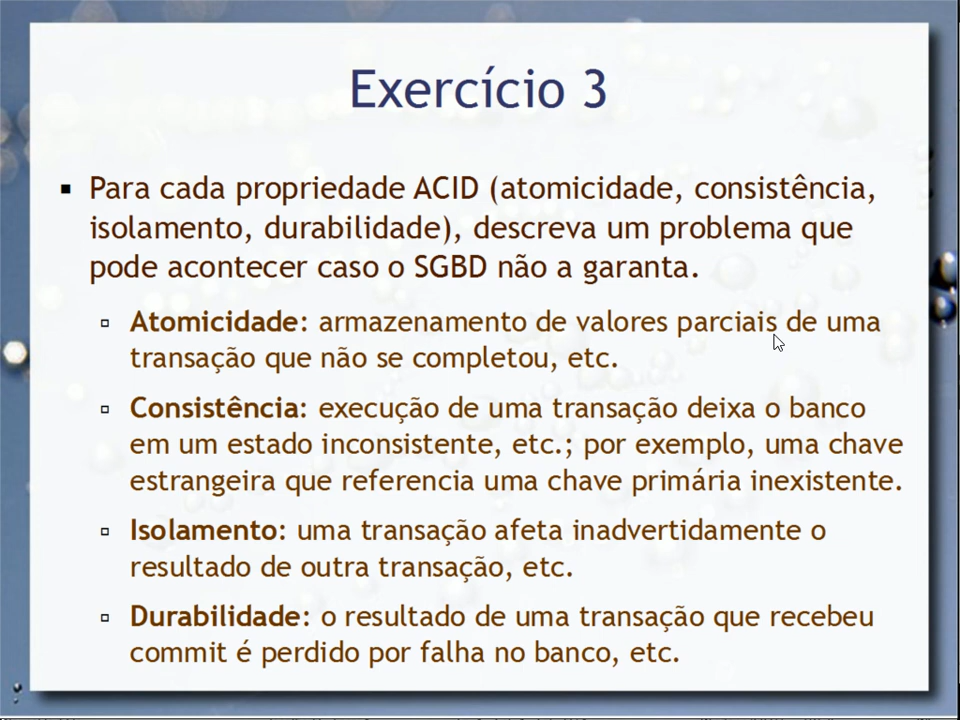 Exercício 3
▪ Para cada propriedade ACID (atomicidade, consistência,
isolamento, durabilidade), descreva um problema que
pode acontecer caso o SGBD não a garanta.
▫ Atomicidade: armazenamento de valores parciais de uma
transação que não se completou, etc.
▫ Consistência: execução de uma transação deixa o banco
em um estado inconsistente, etc.; por exemplo, uma chave
estrangeira que referencia uma chave primária inexistente.
▫ Isolamento: uma transação afeta inadvertidamente o
resultado de outra transação, etc.
▫ Durabilidade: o resultado de uma transação que recebeu
commit é perdido por falha no banco, etc.